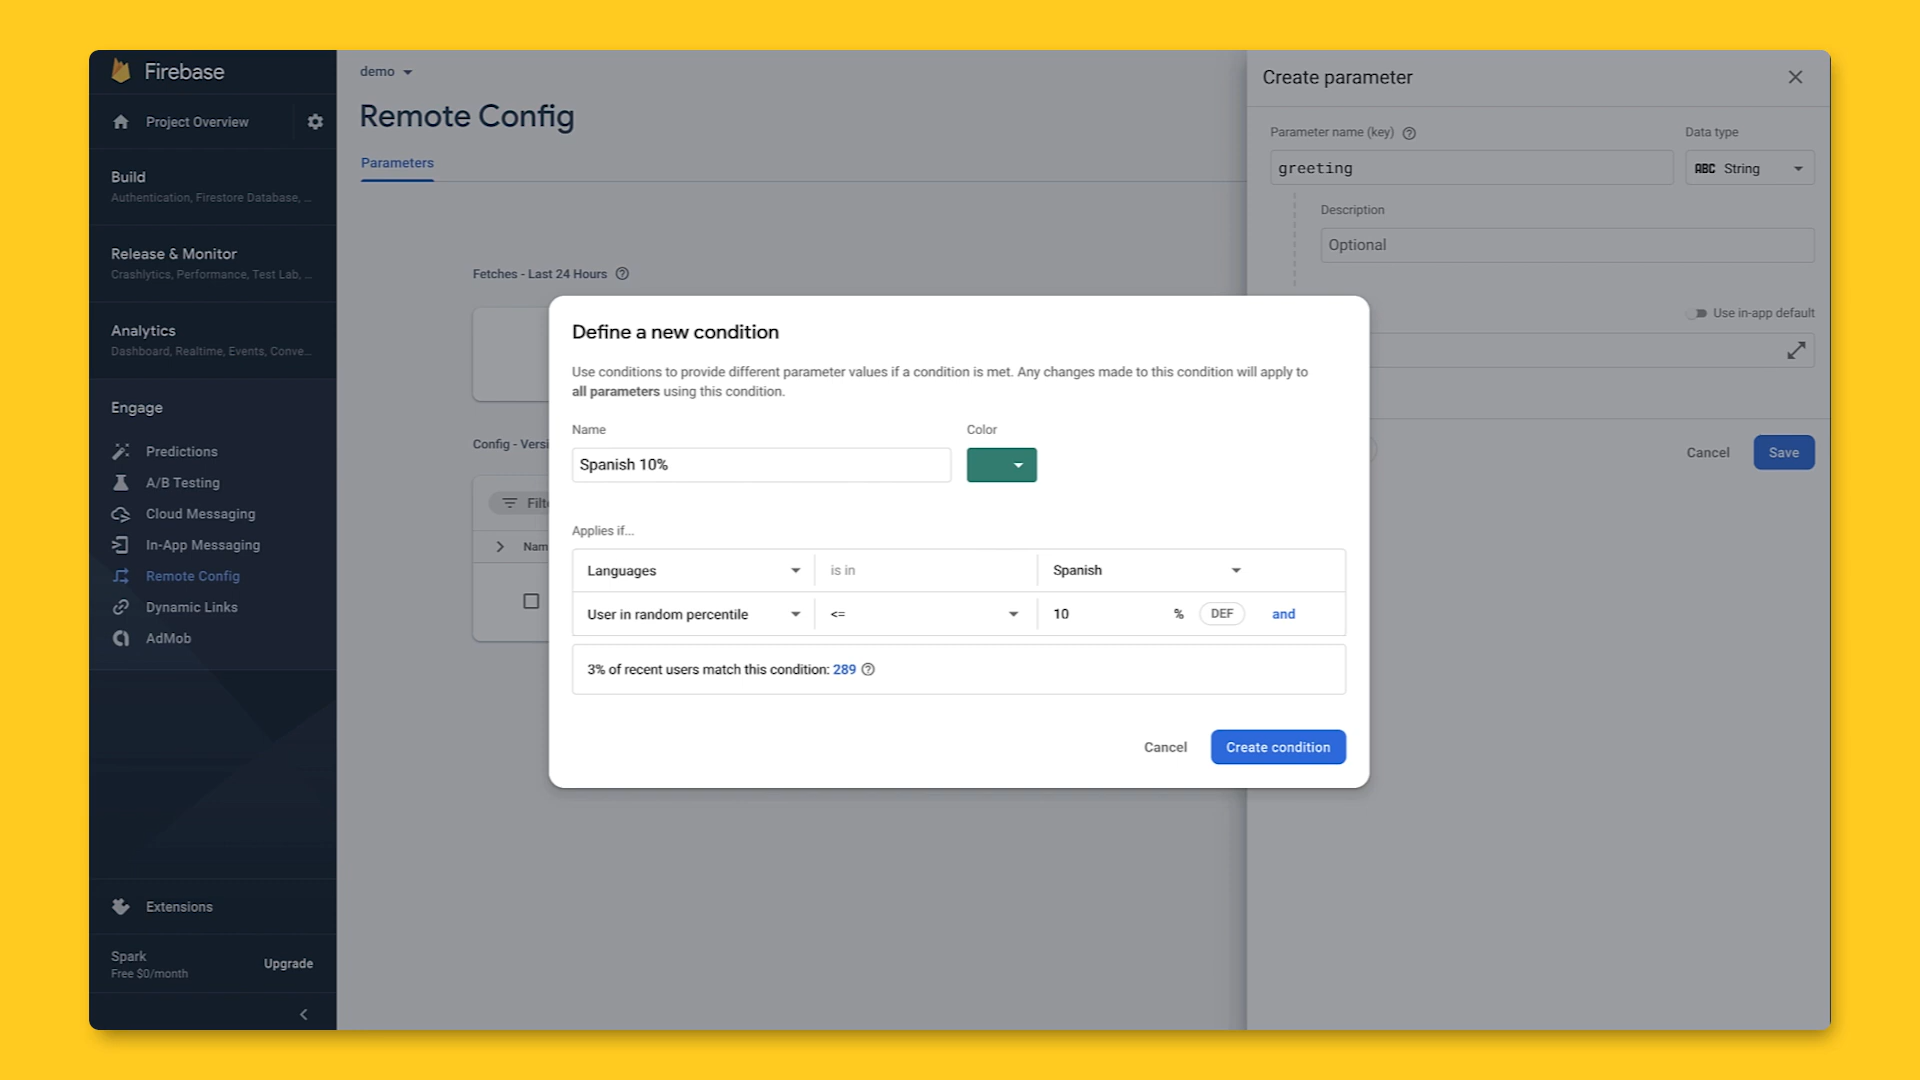 Firebase
Project Overview
Build
Authentication, Firestore Database, ...
Release & Monitor
Crashlytics, Performance, Test Lab, ...
Analytics
Dashboard, Realtime, Events, Conve...
Engage
Predictions
A/B Testing
Cloud Messaging
In-App Messaging
Remote Config
Dynamic Links
AdMob
Extensions
Spark
Free $0/month
Upgrade
demo
Remote Config
Parameters
Fetches - Last 24 Hours
Config - Versi
Filte
Nam
Create parameter
Parameter name (key)
Data type
greeting
ABC String
Description
Optional
Use in-app default
Cancel
Save
Define a new condition
Use conditions to provide different parameter values if a condition is met. Any changes made to this condition will apply to
all parameters using this condition.
Name
Color
Spanish 10%
Applies if...
Languages is in Spanish
User in random percentile <= 10 % DEF and
3% of recent users match this condition: 289
Cancel
Create condition